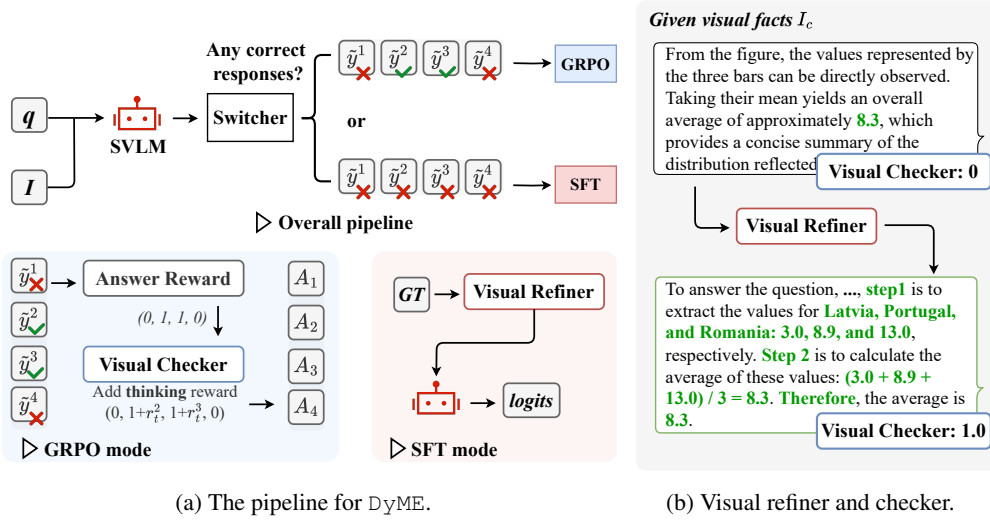 Any correct
responses?
q
I
SVLM
Switcher
ỹ¹ ỹ² ỹ³ ỹ⁴
GRPO
or
ỹ¹ ỹ² ỹ³ ỹ⁴
SFT
Overall pipeline
ỹ¹
ỹ²
ỹ³
ỹ⁴
Answer Reward
(0, 1, 1, 0)
Visual Checker
Add thinking reward
(0, 1+r_t², 1+r_t³, 0)
A₁
A₂
A₃
A₄
GRPO mode
GT
Visual Refiner
logits
SFT mode
(a) The pipeline for DyME.
Given visual facts I_c
From the figure, the values represented by
the three bars can be directly observed.
Taking their mean yields an overall
average of approximately 8.3, which
provides a concise summary of the
distribution reflected
Visual Checker: 0
Visual Refiner
To answer the question, ..., step1 is to
extract the values for Latvia, Portugal,
and Romania: 3.0, 8.9, and 13.0,
respectively. Step 2 is to calculate the
average of these values: (3.0 + 8.9 +
13.0) / 3 = 8.3. Therefore, the average is
8.3.
Visual Checker: 1.0
(b) Visual refiner and checker.